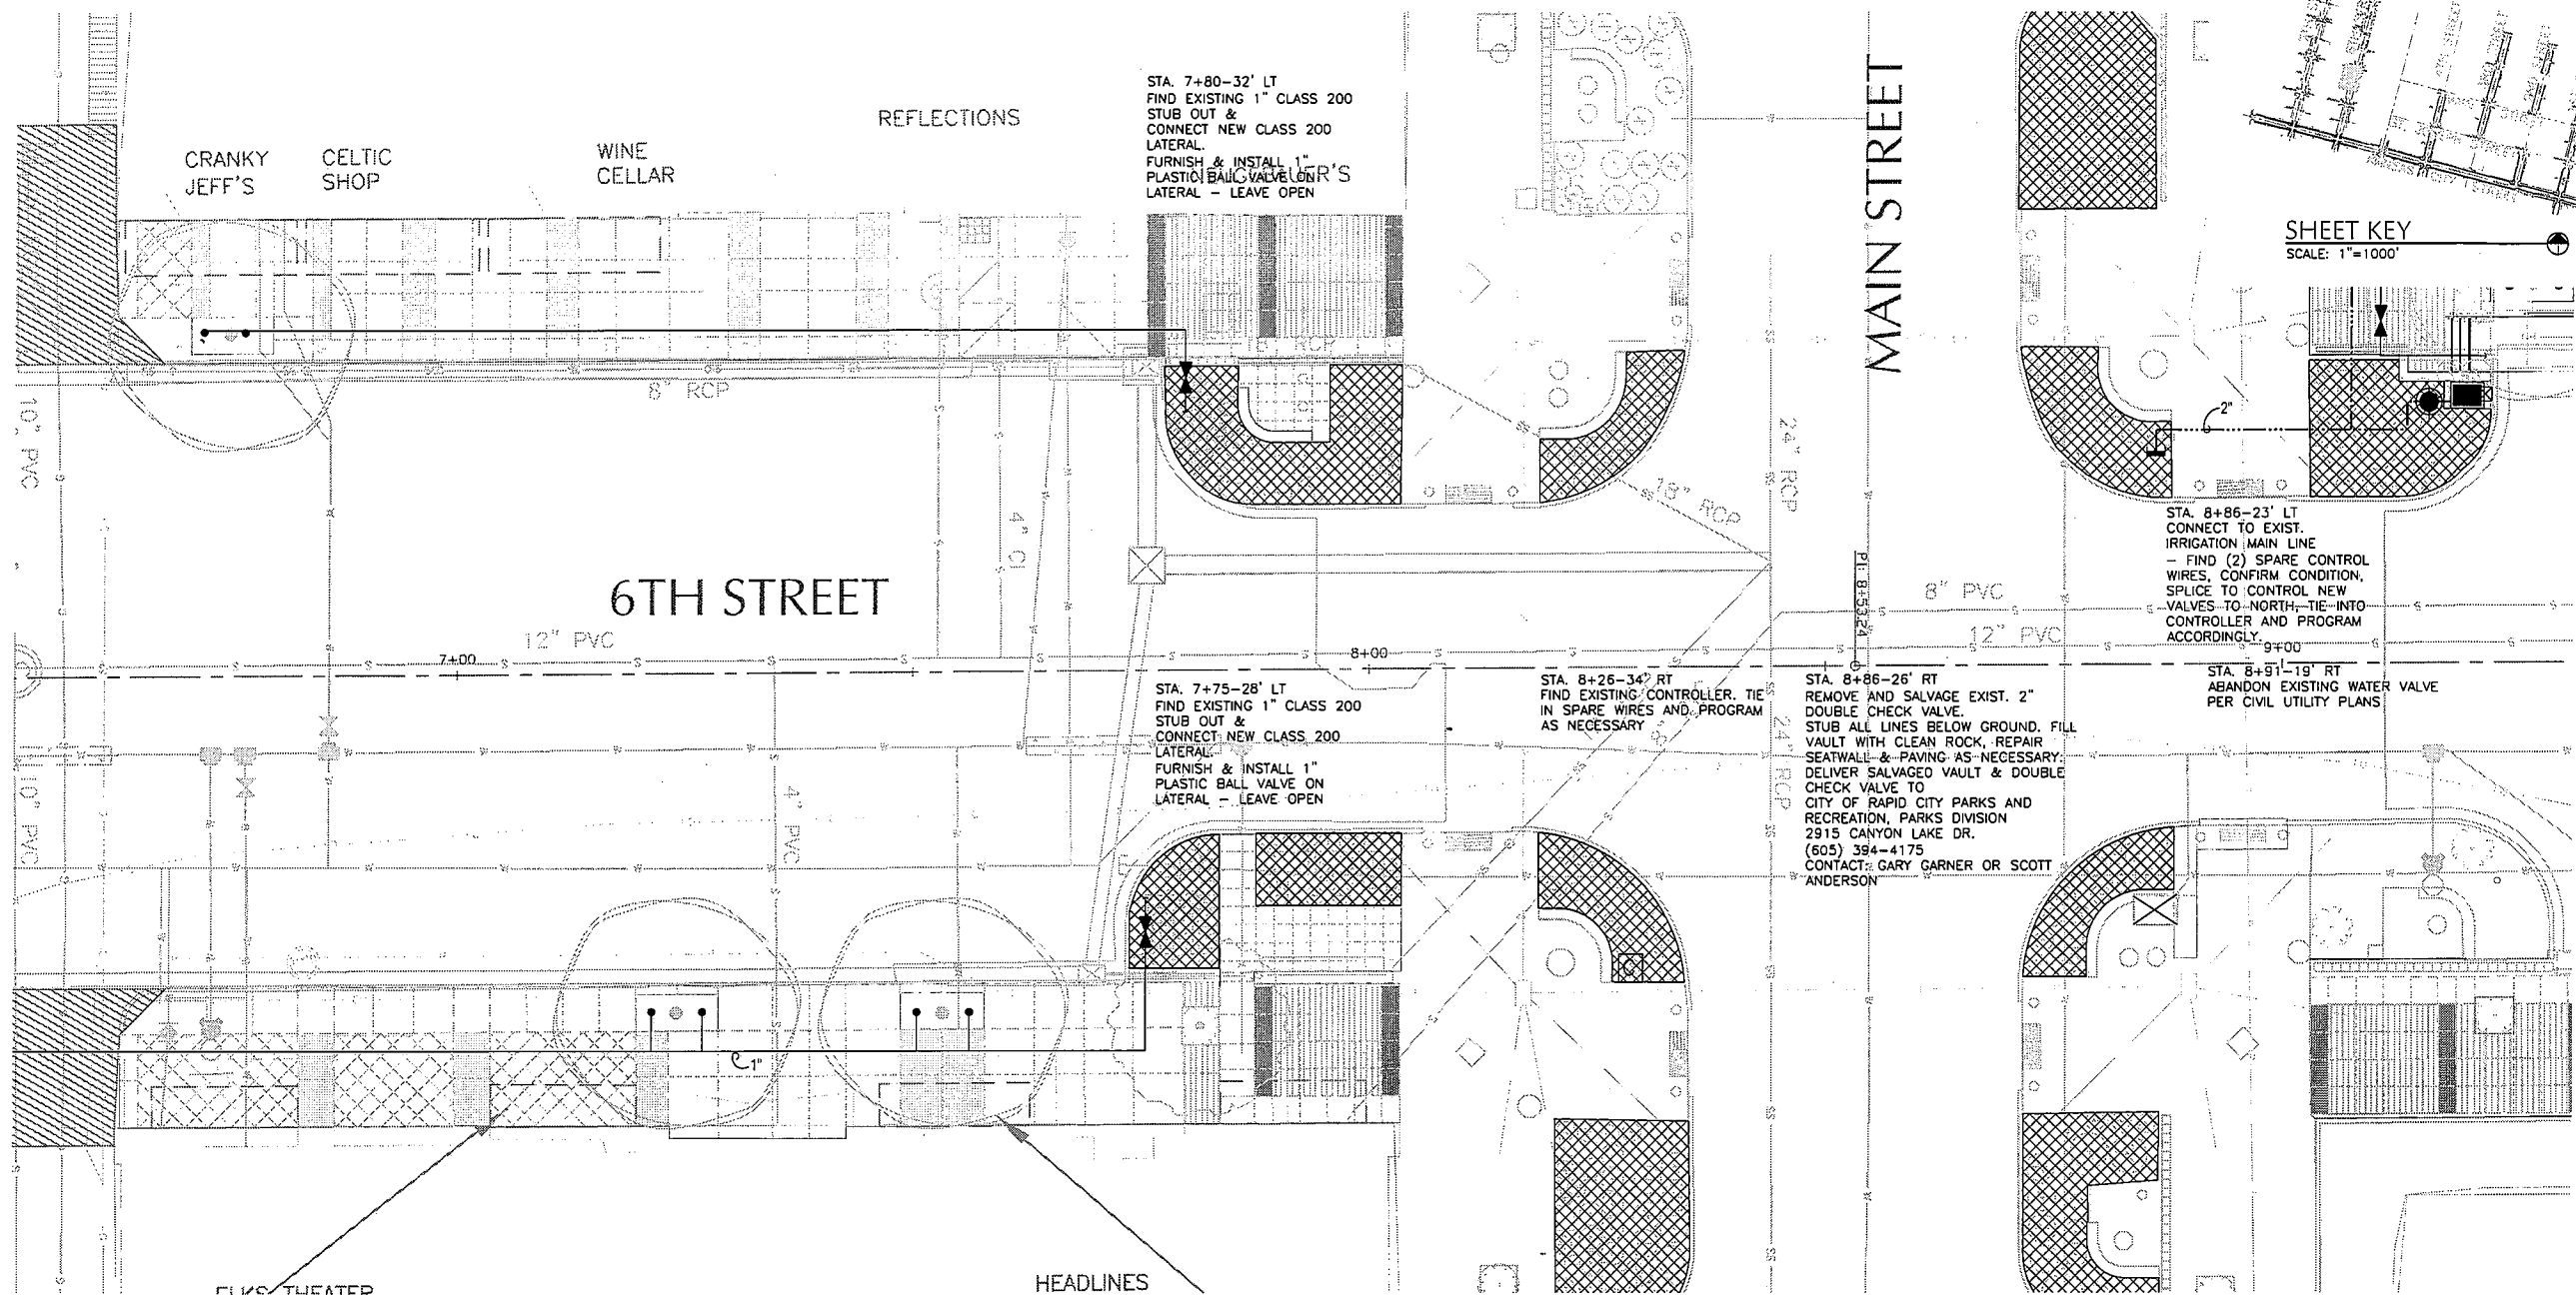 STA. 7+80-32' LT
FIND EXISTING 1" CLASS 200
STUB OUT &
CONNECT NEW CLASS 200
LATERAL.
FURNISH & INSTALL 1"
PLASTIC BALL VALVE ON
LATERAL - LEAVE OPEN
REFLECTIONS
CRANKY
JEFF'S
CELTIC
SHOP
WINE
CELLAR
MAIN STREET
SHEET KEY
SCALE: 1"=1000'
8" RCP
10" PVC
4" CI
24" RCP
18" RCP
2"
6TH STREET
12" PVC
7+00
8+00
PI: 8+53.24
8" PVC
12" PVC
9+00
STA. 8+86-23' LT
CONNECT TO EXIST.
IRRIGATION MAIN LINE
- FIND (2) SPARE CONTROL
WIRES, CONFIRM CONDITION,
SPLICE TO CONTROL NEW
VALVES TO NORTH, TIE INTO
CONTROLLER AND PROGRAM
ACCORDINGLY.
STA. 7+75-28' LT
FIND EXISTING 1" CLASS 200
STUB OUT &
CONNECT NEW CLASS 200
LATERAL.
FURNISH & INSTALL 1"
PLASTIC BALL VALVE ON
LATERAL - LEAVE OPEN
STA. 8+26-34' RT
FIND EXISTING CONTROLLER. TIE
IN SPARE WIRES AND PROGRAM
AS NECESSARY
STA. 8+86-26' RT
REMOVE AND SALVAGE EXIST. 2"
DOUBLE CHECK VALVE.
STUB ALL LINES BELOW GROUND. FILL
VAULT WITH CLEAN ROCK, REPAIR
SEATWALL & PAVING AS NECESSARY.
DELIVER SALVAGED VAULT & DOUBLE
CHECK VALVE TO
CITY OF RAPID CITY PARKS AND
RECREATION, PARKS DIVISION
2915 CANYON LAKE DR.
(605) 394-4175
CONTACT: GARY GARNER OR SCOTT
ANDERSON
STA. 8+91-19' RT
ABANDON EXISTING WATER VALVE
PER CIVIL UTILITY PLANS
10" PVC
4" PVC
24" RCP
1"
ELKS THEATER
HEADLINES